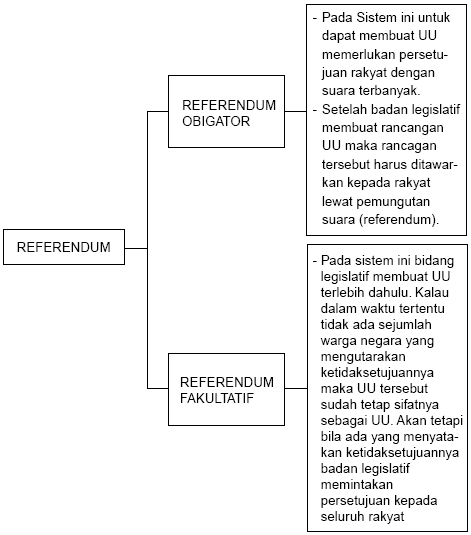 - Pada Sistem ini untuk
dapat membuat UU
memerlukan persetu-
juan rakyat dengan
suara terbanyak.
- Setelah badan legislatif
membuat rancangan
UU maka rancagan
tersebut harus ditawar-
kan kepada rakyat
lewat pemungutan
suara (referendum).
REFERENDUM
OBIGATOR
REFERENDUM
- Pada sistem ini bidang
legislatif membuat UU
terlebih dahulu. Kalau
dalam waktu tertentu
tidak ada sejumlah
warga negara yang
mengutarakan
ketidaksetujuannya
maka UU tersebut
sudah tetap sifatnya
sebagai UU. Akan tetapi
bila ada yang menyata-
kan ketidaksetujuannya
badan legislatif
memintakan
persetujuan kepada
seluruh rakyat
REFERENDUM
FAKULTATIF